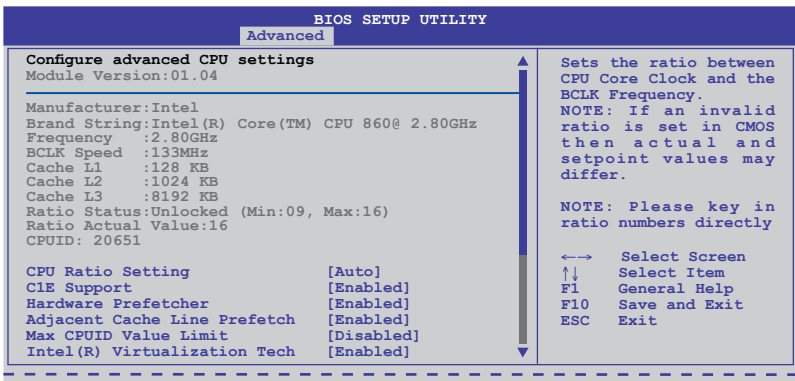 BIOS SETUP UTILITY
Advanced
Configure advanced CPU settings
Module Version:01.04
Manufacturer:Intel
Brand String:Intel(R) Core(TM) CPU 860@ 2.80GHz
Frequency :2.80GHz
BCLK Speed :133MHz
Cache L1 :128 KB
Cache L2 :1024 KB
Cache L3 :8192 KB
Ratio Status:Unlocked (Min:09, Max:16)
Ratio Actual Value:16
CPUID: 20651
CPU Ratio Setting [Auto]
C1E Support [Enabled]
Hardware Prefetcher [Enabled]
Adjacent Cache Line Prefetch [Enabled]
Max CPUID Value Limit [Disabled]
Intel(R) Virtualization Tech [Enabled]
Sets the ratio between
CPU Core Clock and the
BCLK Frequency.
NOTE: If an invalid
ratio is set in CMOS
then actual and
setpoint values may
differ.
NOTE: Please key in
ratio numbers directly
←→ Select Screen
↑↓ Select Item
F1 General Help
F10 Save and Exit
ESC Exit